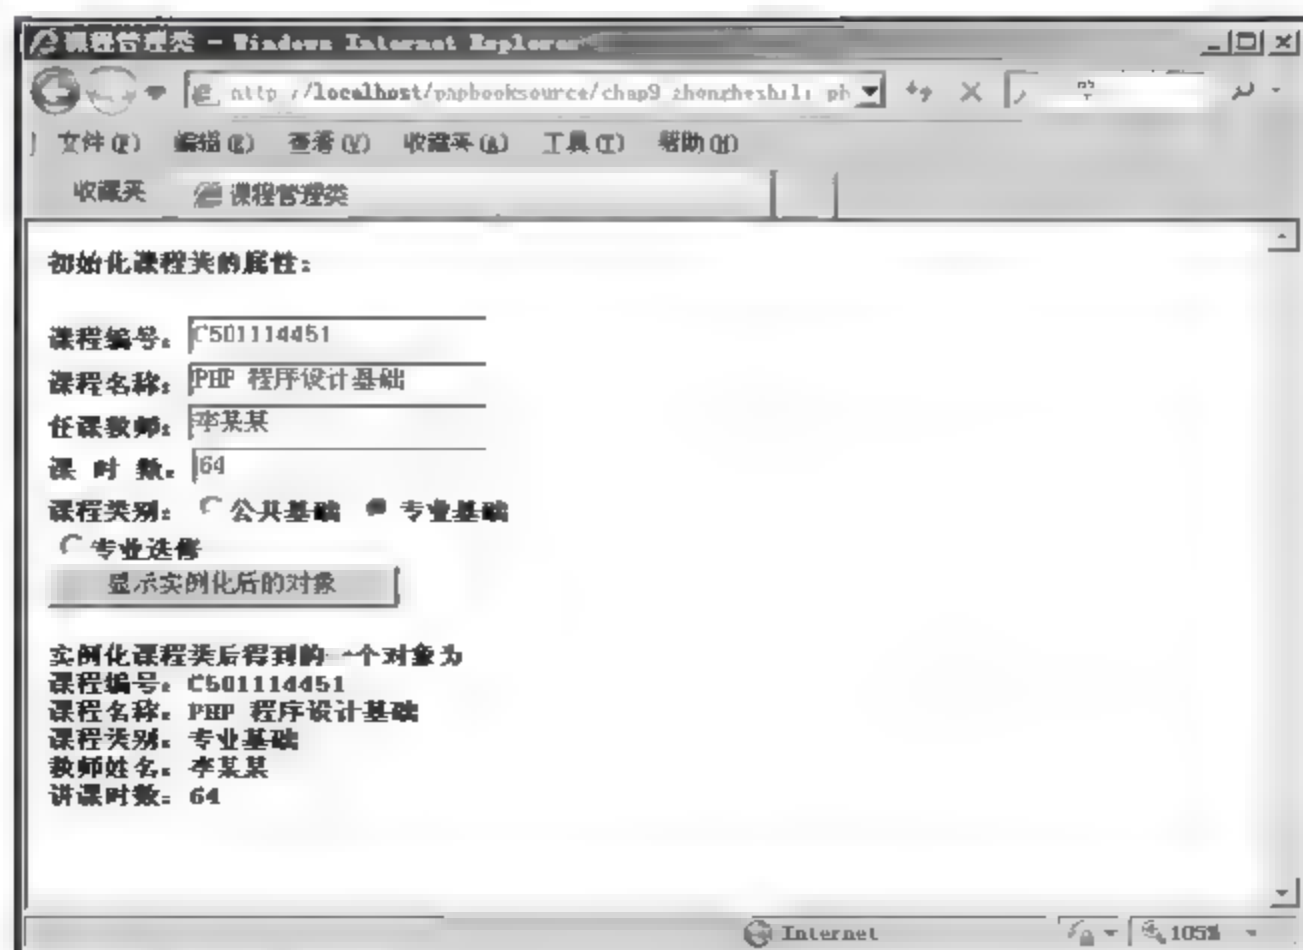 课程管理类 - Windows Internet Explorer
http://localhost/phpbooksource/chap9 zhonzheshili ph
文件(F) 编辑(E) 查看(V) 收藏夹(A) 工具(T) 帮助(H)
收藏夹 课程管理类
初始化课程类的属性：
课程编号： C501114451
课程名称： PHP 程序设计基础
任课教师： 李某某
课 时 数： 64
课程类别： 公共基础 专业基础
专业选修
显示实例化后的对象
实例化课程类后得到的一个对象为
课程编号：C501114451
课程名称：PHP 程序设计基础
课程类别：专业基础
教师姓名：李某某
讲课时数：64
Internet 105%